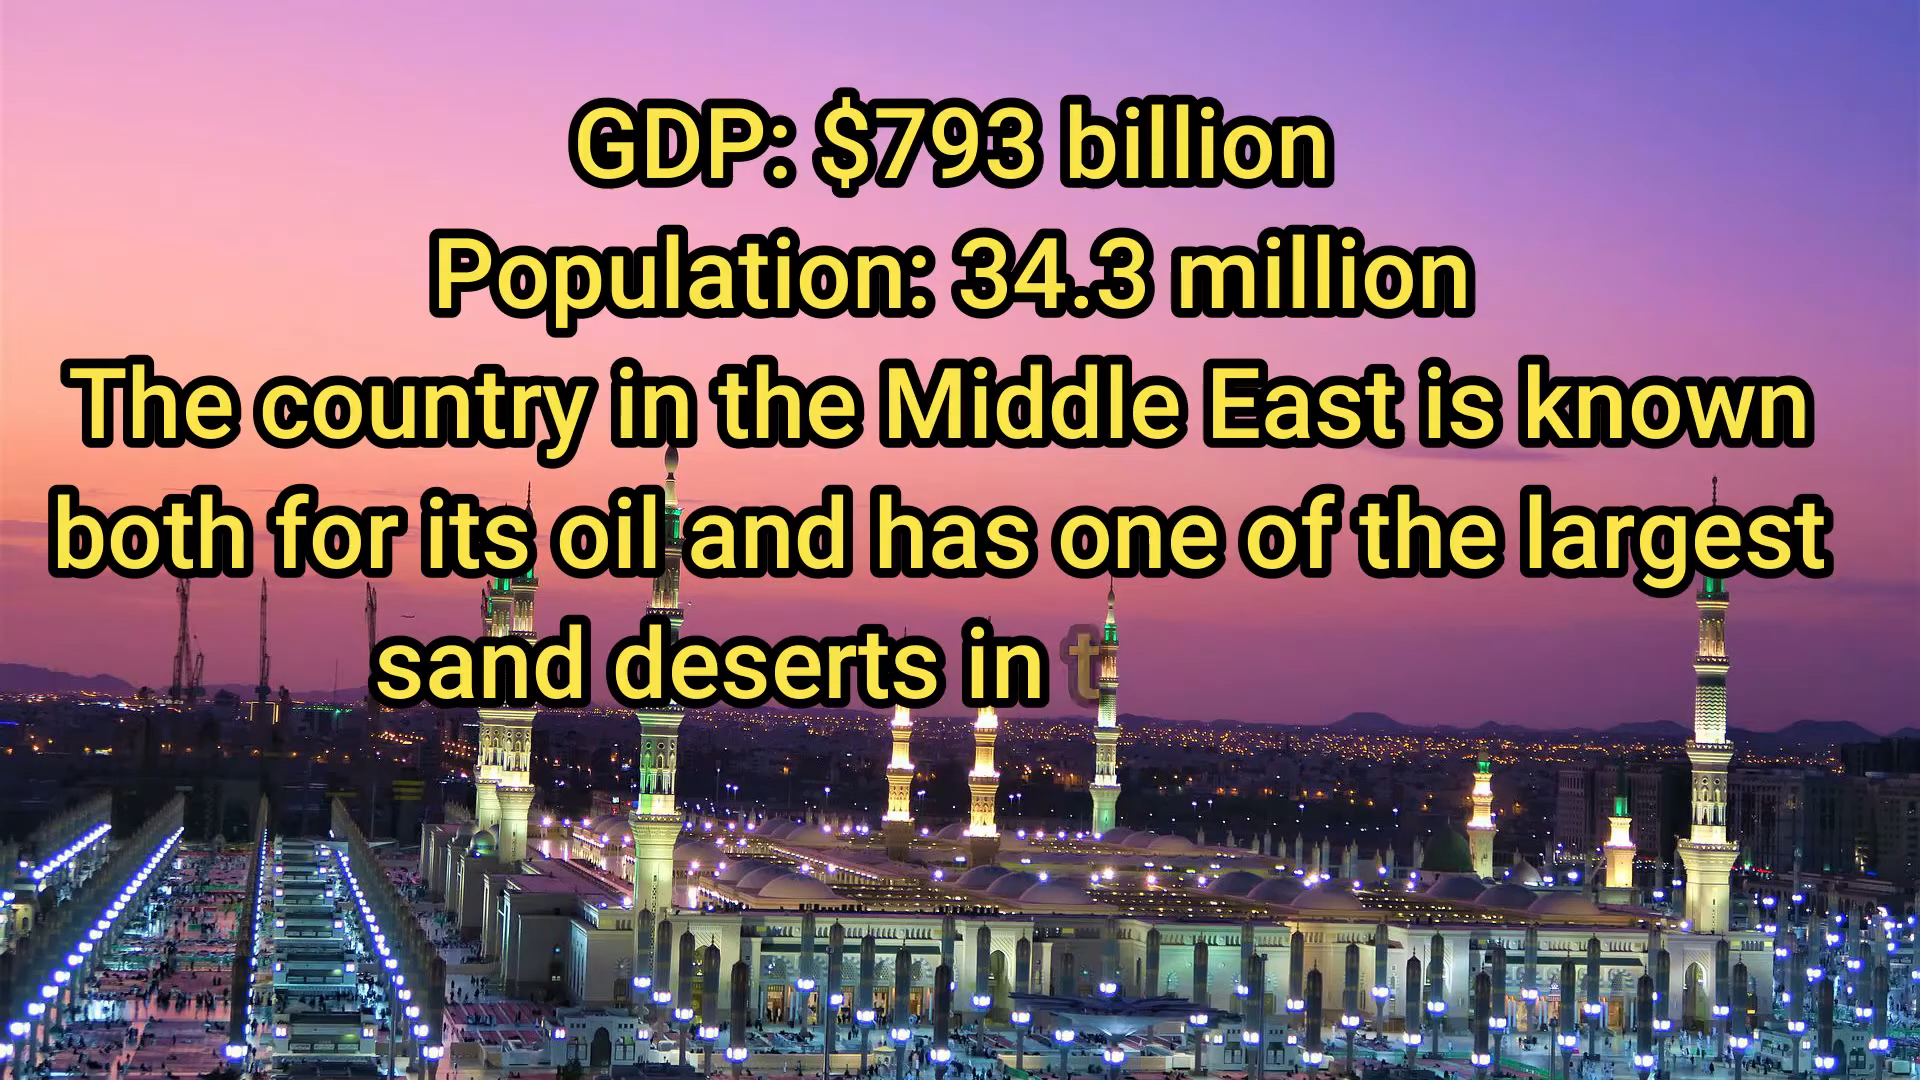 GDP: $793 billion
Population: 34.3 million
The country in the Middle East is known
both for its oil and has one of the largest
sand deserts in t